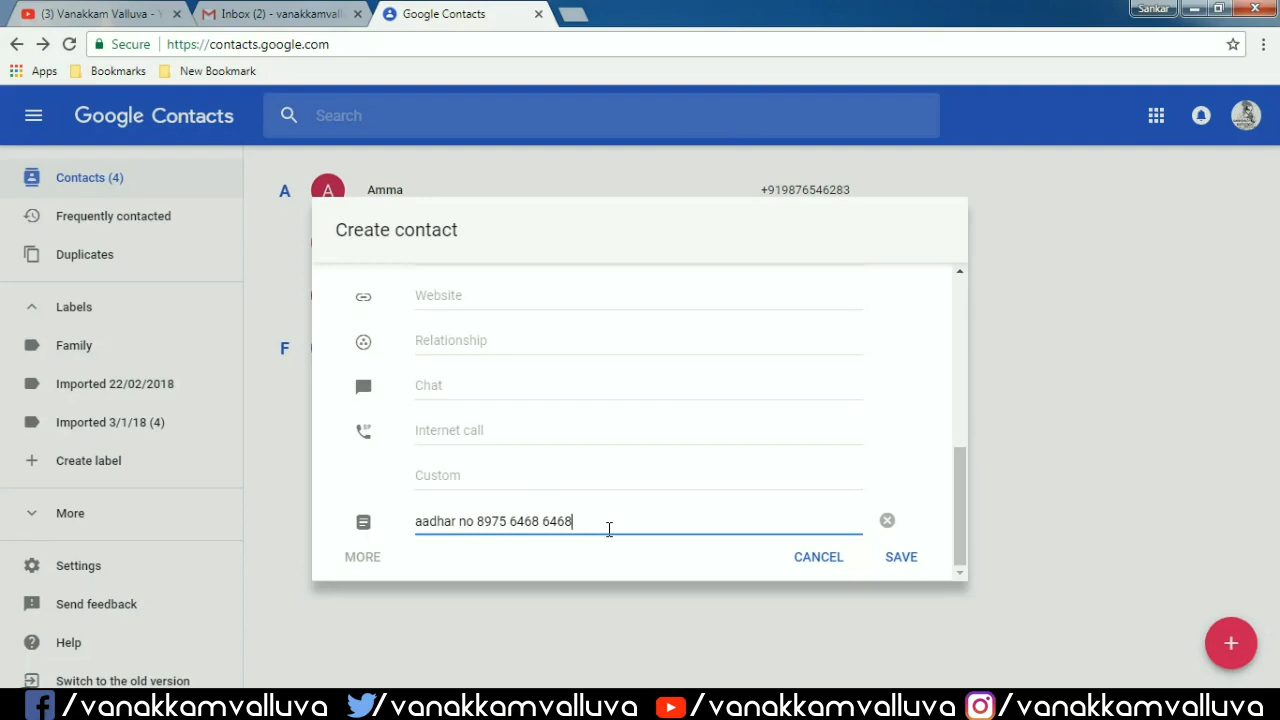 (3) Vanakkam Valluva - Y
Inbox (2) - vanakkamvall
Google Contacts
Sankar
Secure
https://contacts.google.com
Apps
Bookmarks
New Bookmark
Google Contacts
Search
Contacts (4)
Frequently contacted
Duplicates
Labels
Family
Imported 22/02/2018
Imported 3/1/18 (4)
Create label
More
Settings
Send feedback
Help
Switch to the old version
A
A
Amma
+919876546283
F
Create contact
Website
Relationship
Chat
Internet call
Custom
aadhar no 8975 6468 6468
MORE
CANCEL
SAVE
/vanakkamvalluva
/vanakkamvalluva
/vanakkamvalluva
/vanakkamvalluva